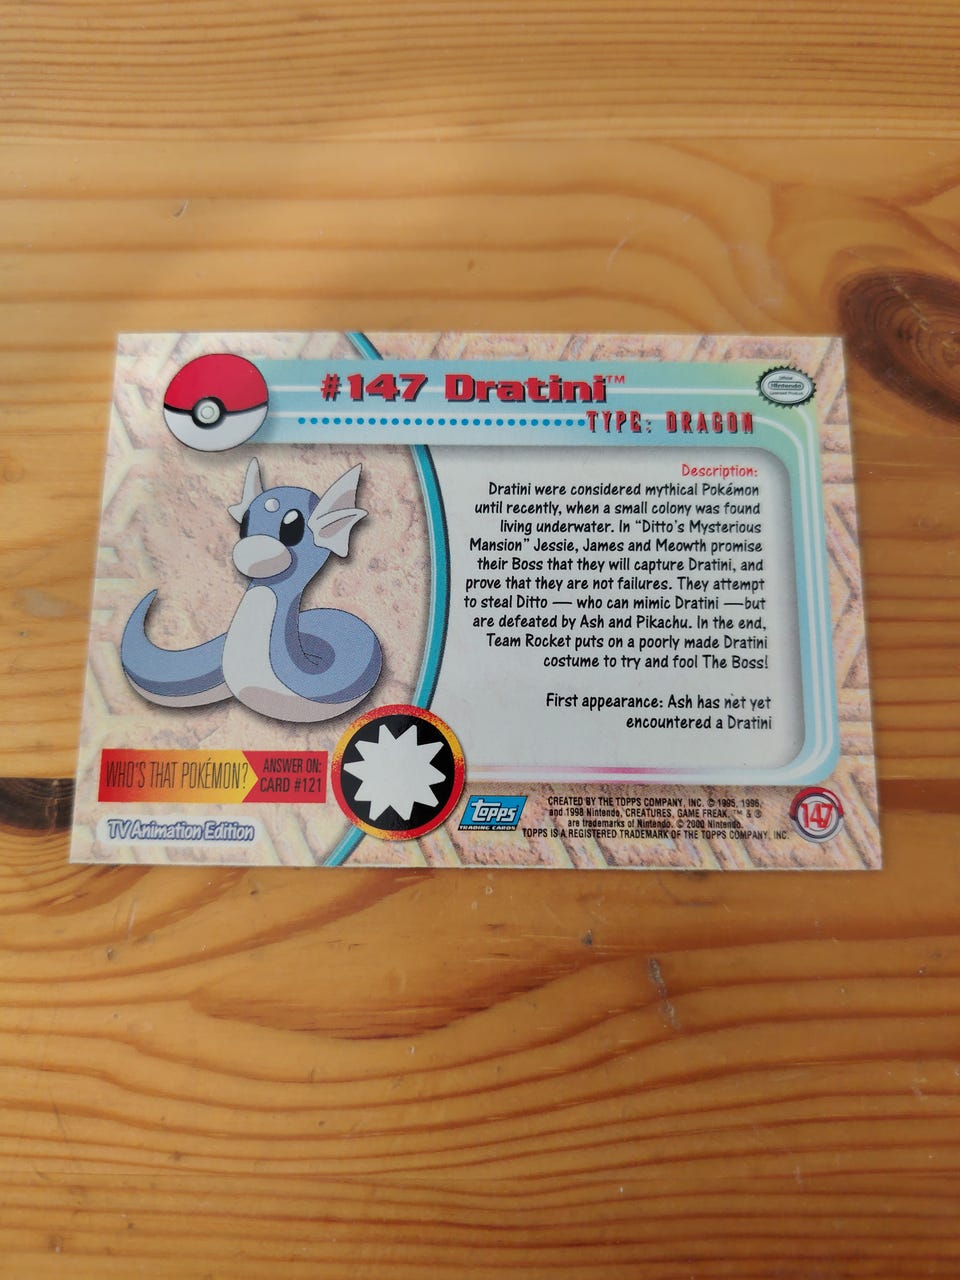 #147 Dratini™
TYPE: DRAGON
Official
Nintendo
Licensed Product
Description:
Dratini were considered mythical Pokémon
until recently, when a small colony was found
living underwater. In “Ditto’s Mysterious
Mansion” Jessie, James and Meowth promise
their Boss that they will capture Dratini, and
prove that they are not failures. They attempt
to steal Ditto — who can mimic Dratini —but
are defeated by Ash and Pikachu. In the end,
Team Rocket puts on a poorly made Dratini
costume to try and fool The Boss!
First appearance: Ash has net yet
encountered a Dratini
WHO'S THAT POKÉMON?
ANSWER ON:
CARD #121
TV Animation Edition
topps
TRADING CARDS
CREATED BY THE TOPPS COMPANY, INC. © 1995, 1996,
and 1998 Nintendo, CREATURES, GAME FREAK. ™ & ®
are trademarks of Nintendo. © 2000 Nintendo.
TOPPS IS A REGISTERED TRADEMARK OF THE TOPPS COMPANY, INC.
147